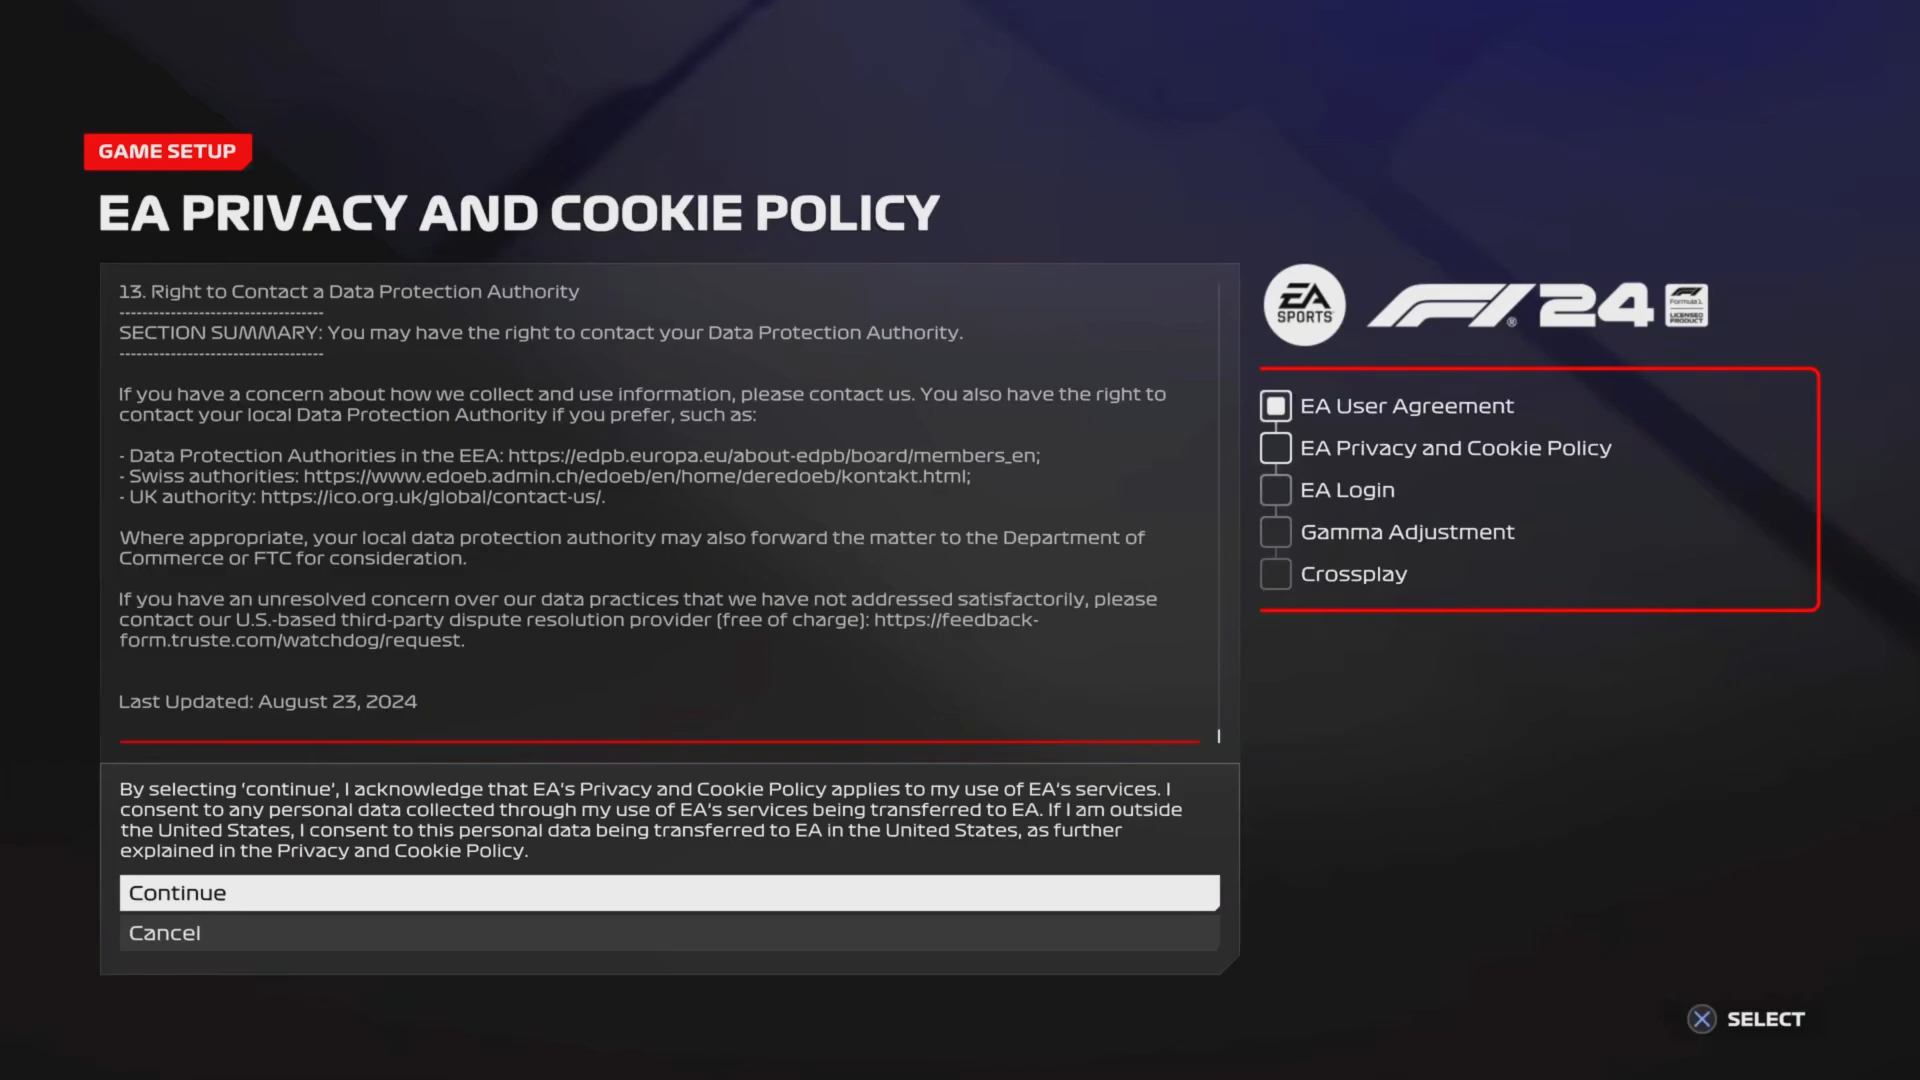 GAME SETUP
EA PRIVACY AND COOKIE POLICY
13. Right to Contact a Data Protection Authority
------------------------------------
SECTION SUMMARY: You may have the right to contact your Data Protection Authority.
------------------------------------
If you have a concern about how we collect and use information, please contact us. You also have the right to
contact your local Data Protection Authority if you prefer, such as:
- Data Protection Authorities in the EEA: https://edpb.europa.eu/about-edpb/board/members_en;
- Swiss authorities: https://www.edoeb.admin.ch/edoeb/en/home/deredoeb/kontakt.html;
- UK authority: https://ico.org.uk/global/contact-us/.
Where appropriate, your local data protection authority may also forward the matter to the Department of
Commerce or FTC for consideration.
If you have an unresolved concern over our data practices that we have not addressed satisfactorily, please
contact our U.S.-based third-party dispute resolution provider (free of charge): https://feedback-
form.truste.com/watchdog/request.
Last Updated: August 23, 2024
By selecting 'continue', I acknowledge that EA's Privacy and Cookie Policy applies to my use of EA's services. I
consent to any personal data collected through my use of EA's services being transferred to EA. If I am outside
the United States, I consent to this personal data being transferred to EA in the United States, as further
explained in the Privacy and Cookie Policy.
Continue
Cancel
EA
SPORTS
F1® 24
Formula 1
LICENSED
PRODUCT
EA User Agreement
EA Privacy and Cookie Policy
EA Login
Gamma Adjustment
Crossplay
SELECT